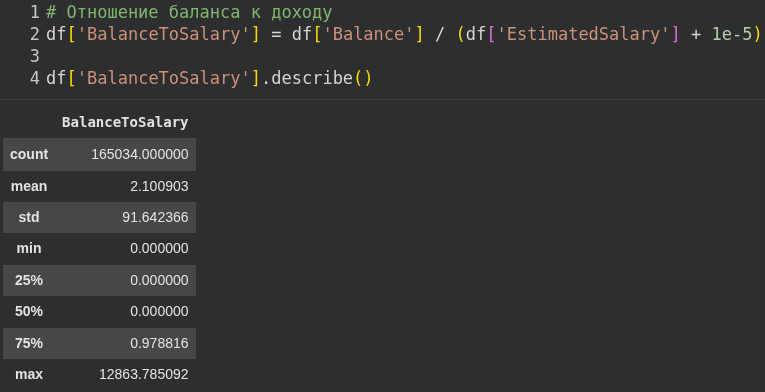 1 # Отношение баланса к доходу
2 df['BalanceToSalary'] = df['Balance'] / (df['EstimatedSalary'] + 1e-5)
3
4 df['BalanceToSalary'].describe()
BalanceToSalary
count 165034.000000
mean 2.100903
std 91.642366
min 0.000000
25% 0.000000
50% 0.000000
75% 0.978816
max 12863.785092